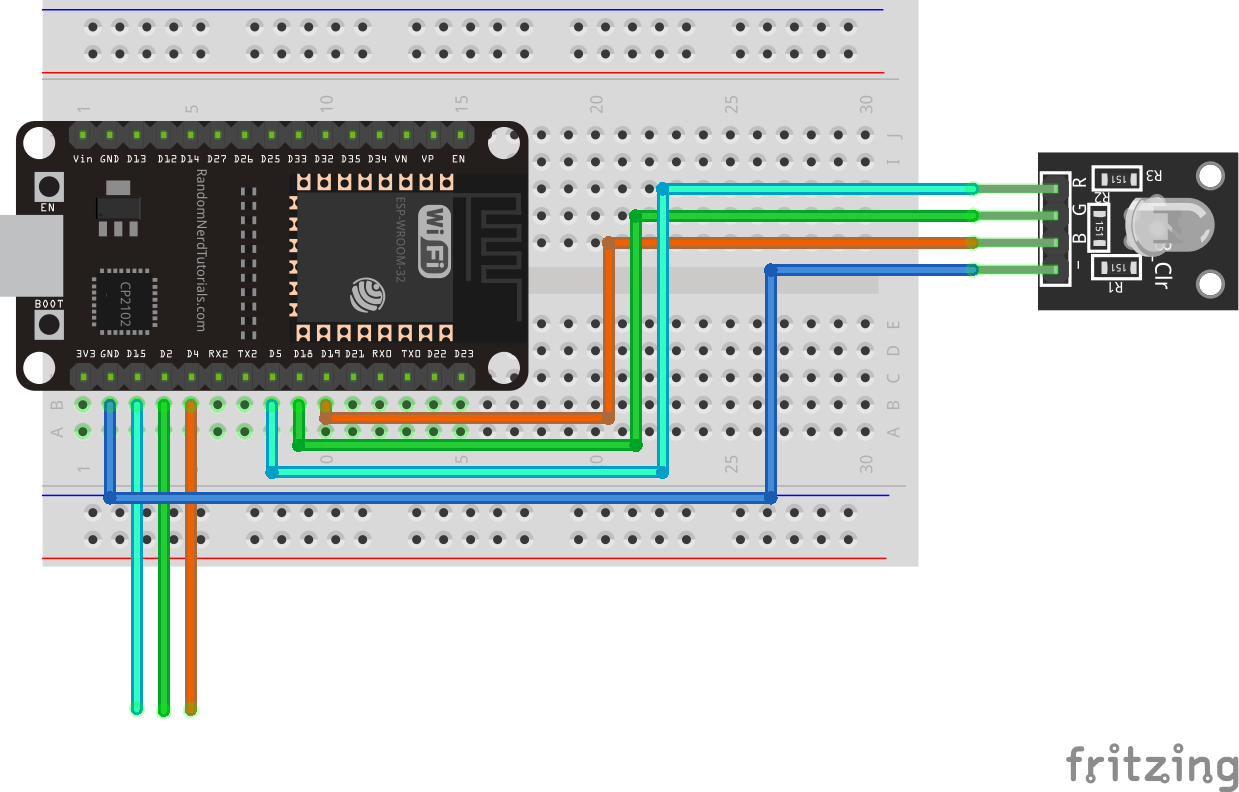 1 5 10 15 20 25 30
J
I
Vin GND D13 D12 D14 D27 D26 D25 D33 D32 D35 D34 VN VP EN
EN
RandomNerdTutorials.com
ESP-WROOM-32
WiFi
CP2102
BOOT
3V3 GND D15 D2 D4 RX2 TX2 D5 D18 D19 D21 RX0 TX0 D22 D23
E
D
C
B B
A A
1 0 5 0 25 30
R
G
B
-
R3
151
R2
151
R1
151
Clr
fritzing